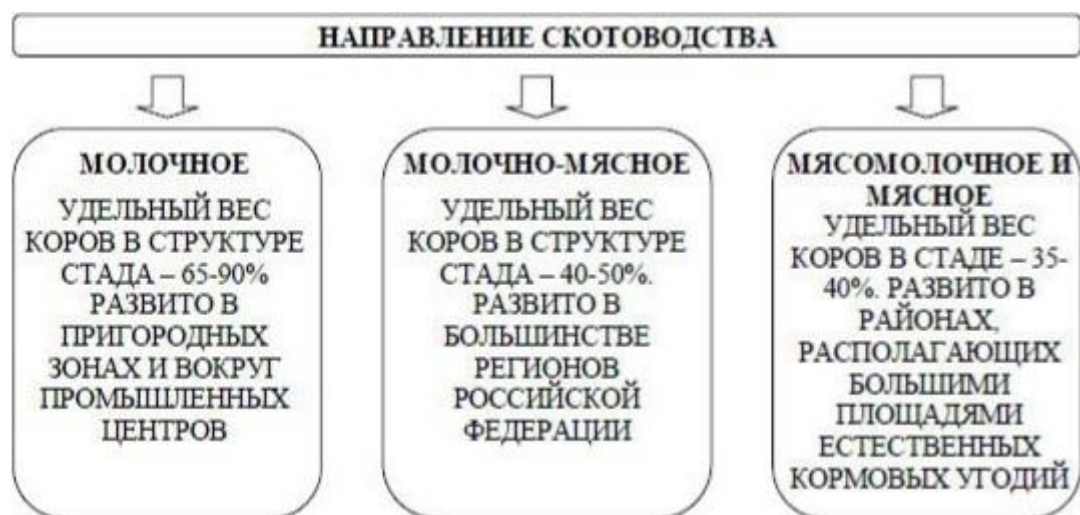 НАПРАВЛЕНИЕ СКОТОВОДСТВА
МОЛОЧНОЕ
УДЕЛЬНЫЙ ВЕС
КОРОВ В СТРУКТУРЕ
СТАДА – 65-90%
РАЗВИТО В
ПРИГОРОДНЫХ
ЗОНАХ И ВОКРУГ
ПРОМЫШЛЕННЫХ
ЦЕНТРОВ
МОЛОЧНО-МЯСНОЕ
УДЕЛЬНЫЙ ВЕС
КОРОВ В СТРУКТУРЕ
СТАДА – 40-50%.
РАЗВИТО В
БОЛЬШИНСТВЕ
РЕГИОНОВ
РОССИЙСКОЙ
ФЕДЕРАЦИИ
МЯСОМОЛОЧНОЕ И
МЯСНОЕ
УДЕЛЬНЫЙ ВЕС
КОРОВ В СТАДЕ – 35-
40%. РАЗВИТО В
РАЙОНАХ,
РАСПОЛАГАЮЩИХ
БОЛЬШИМИ
ПЛОЩАДЯМИ
ЕСТЕСТВЕННЫХ
КОРМОВЫХ УГОДИЙ